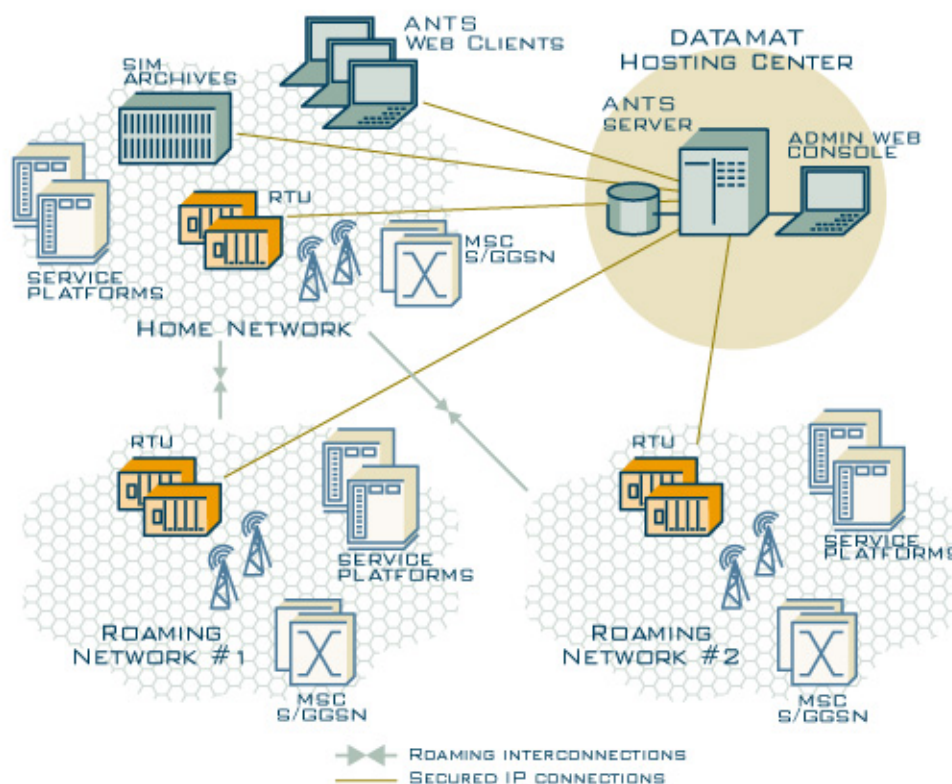 ANTS
WEB CLIENTS
SIM
ARCHIVES
DATAMAT
HOSTING CENTER
ANTS
SERVER
ADMIN WEB
CONSOLE
RTU
MSC
S/GGSN
SERVICE
PLATFORMS
HOME NETWORK
RTU
SERVICE
PLATFORMS
ROAMING
NETWORK #1
MSC
S/GGSN
RTU
SERVICE
PLATFORMS
ROAMING
NETWORK #2
MSC
S/GGSN
ROAMING INTERCONNECTIONS
SECURED IP CONNECTIONS